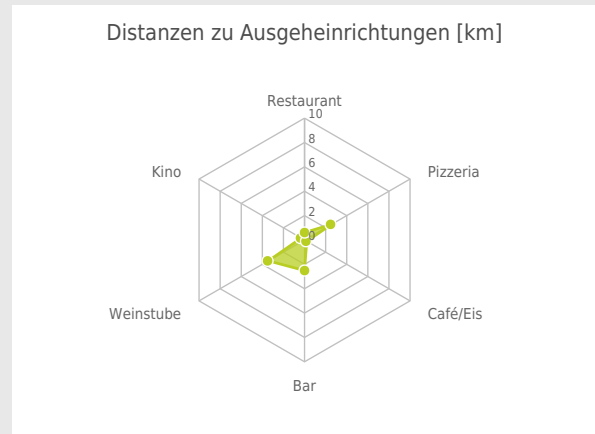 Distanzen zu Ausgeheinrichtungen [km]
Restaurant
10
8
6
4
2
0
Kino
Pizzeria
Weinstube
Café/Eis
Bar